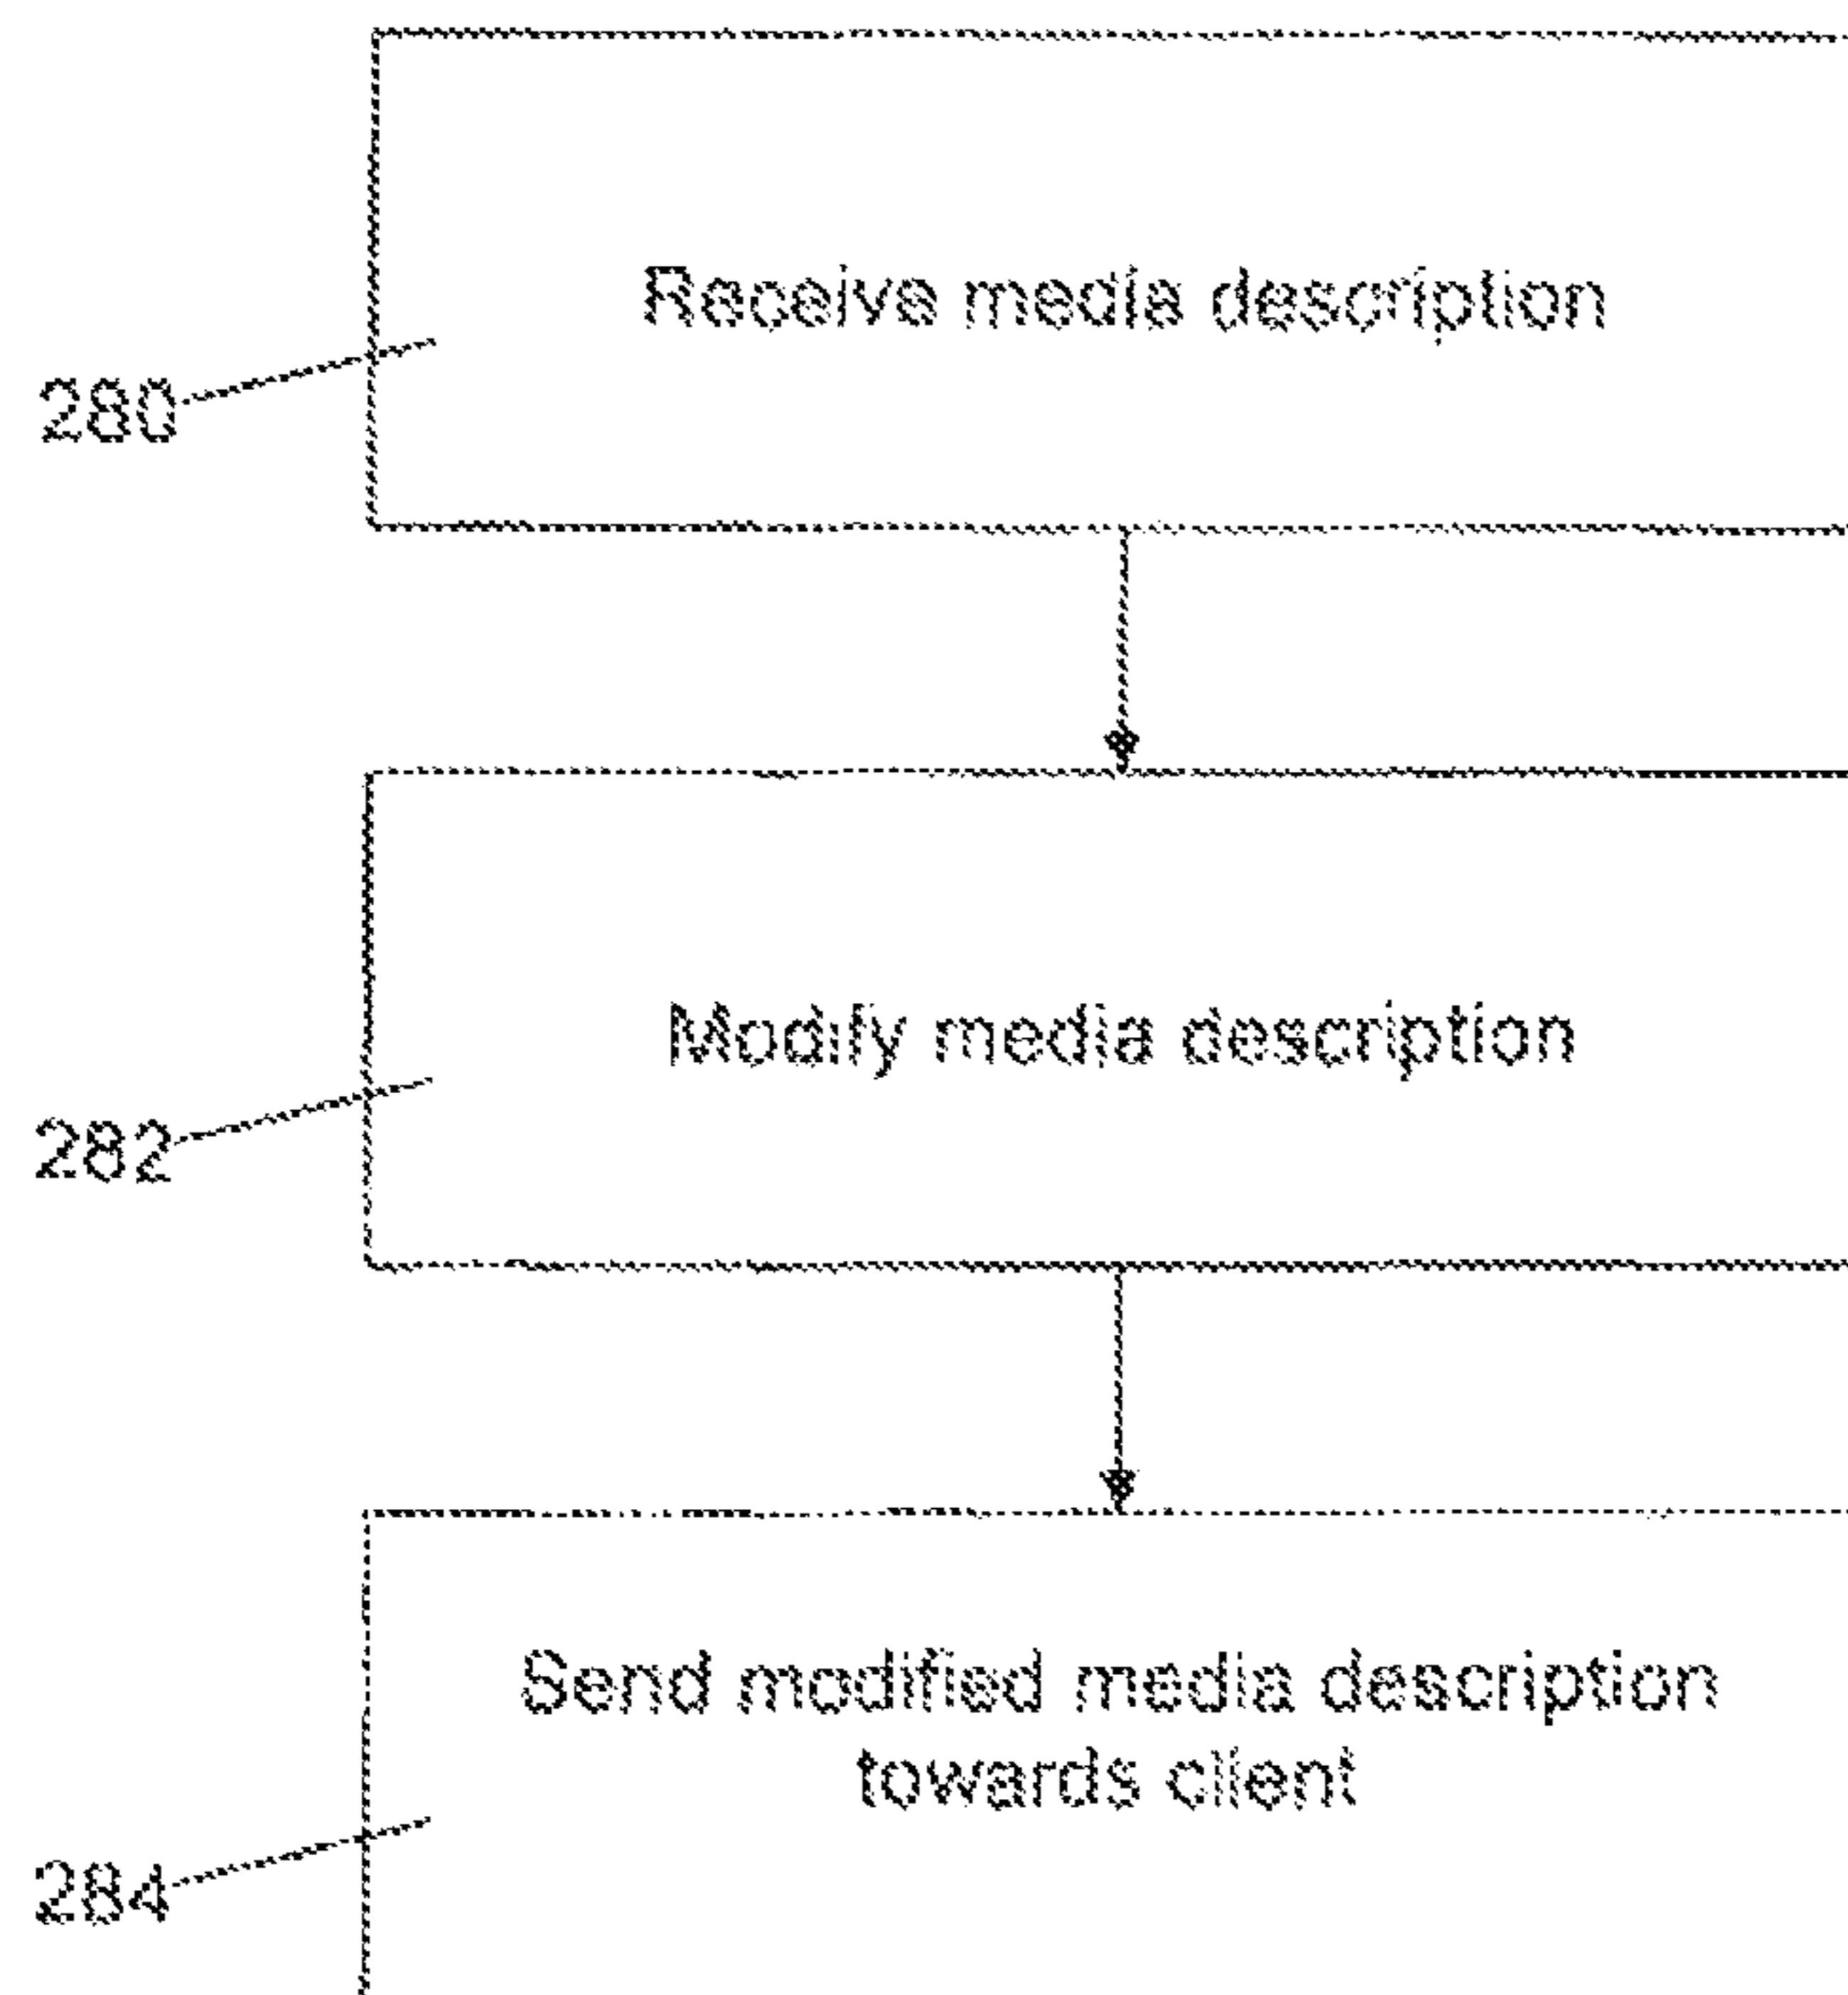 Receive media description
280
Modify media description
282
Send modified media description
towards client
284